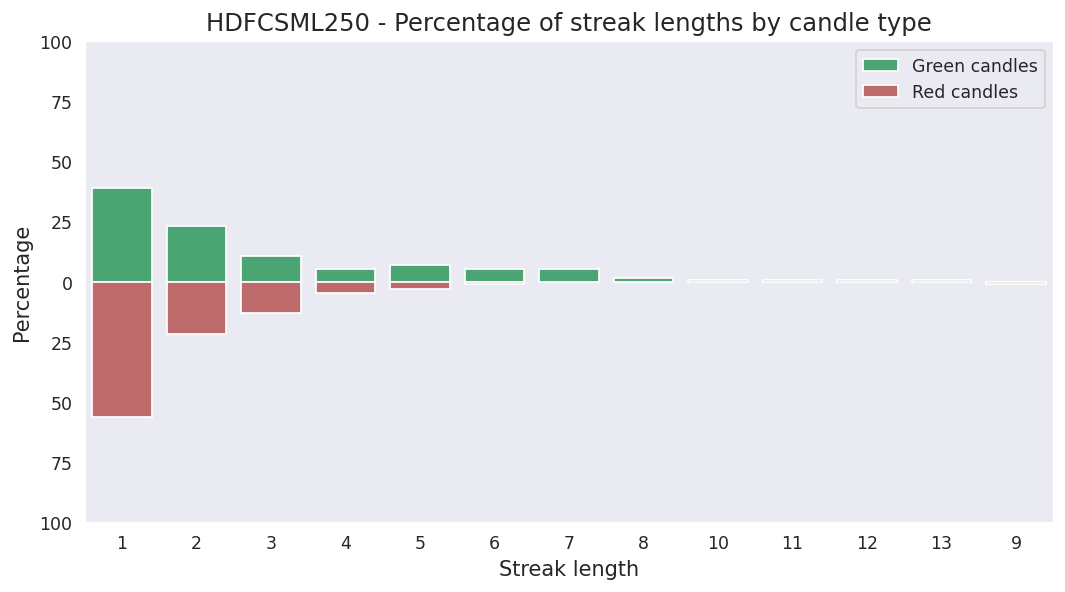 HDFCSML250 - Percentage of streak lengths by candle type
Green candles
Red candles
Percentage
100
75
50
25
0
25
50
75
100
1 2 3 4 5 6 7 8 10 11 12 13 9
Streak length